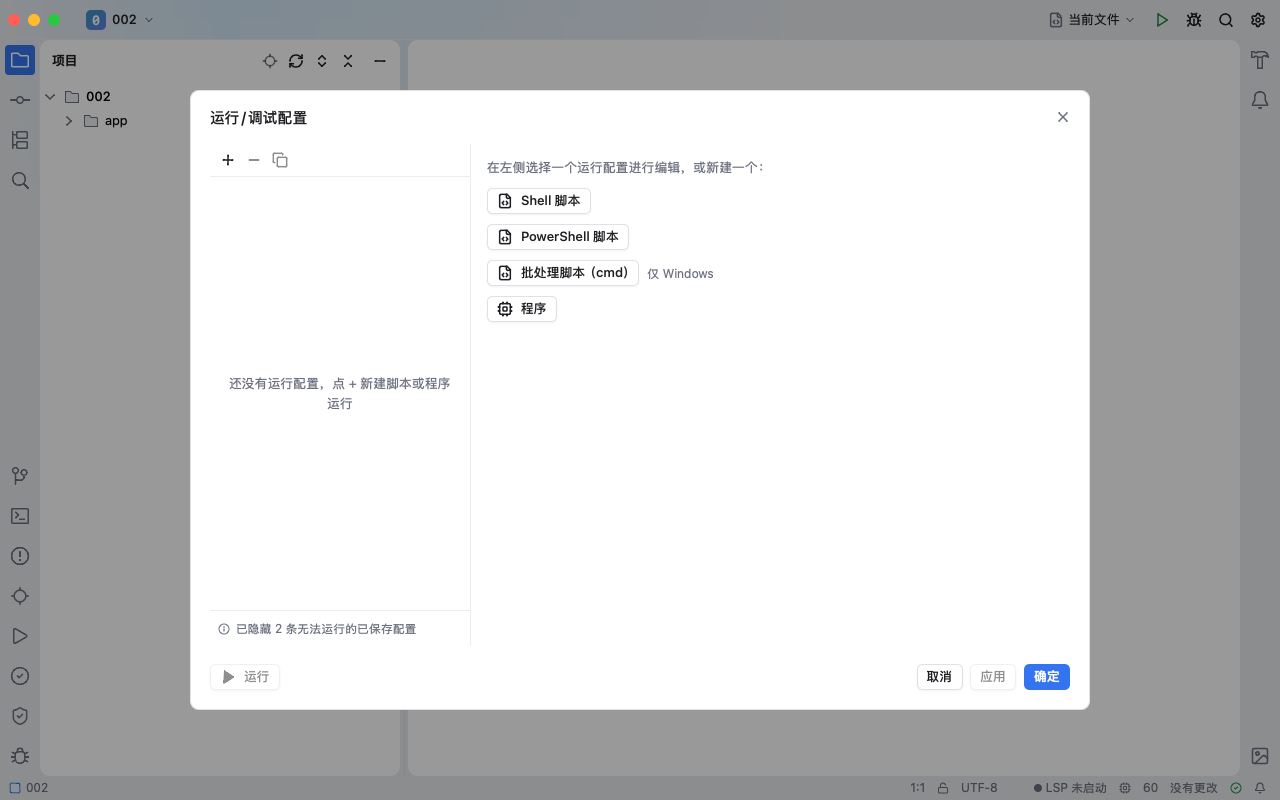 0 002
当前文件
项目
002
app
运行/调试配置
在左侧选择一个运行配置进行编辑，或新建一个：
Shell 脚本
PowerShell 脚本
批处理脚本（cmd） 仅 Windows
程序
还没有运行配置，点 + 新建脚本或程序
运行
已隐藏 2 条无法运行的已保存配置
运行
取消
应用
确定
002
1:1
UTF-8
LSP 未启动
60
没有更改